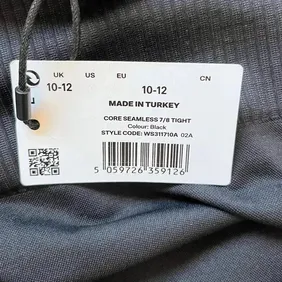 UK US EU CN
10-12 10-12
MADE IN TURKEY
CORE SEAMLESS 7/8 TIGHT
Colour: Black
STYLE CODE: WS311710A 02A
5 059726 359126